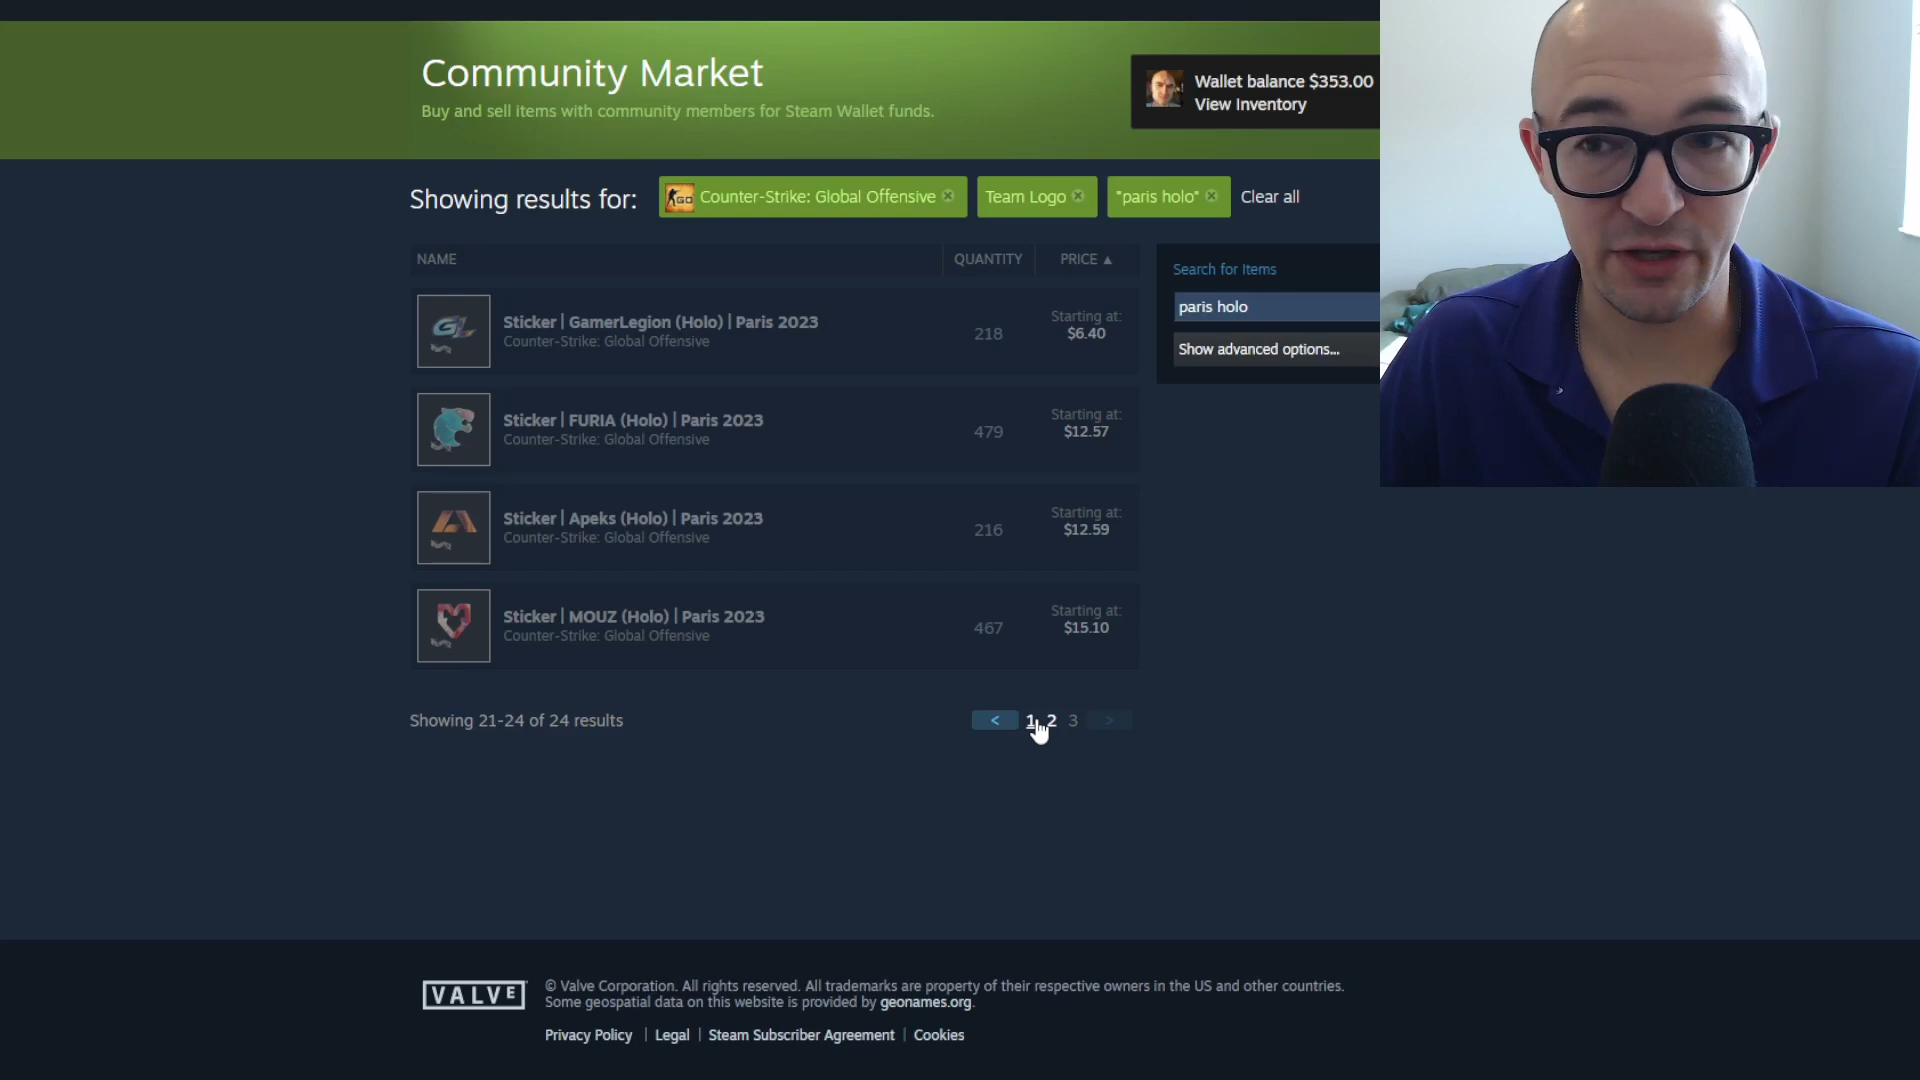 Community Market
Buy and sell items with community members for Steam Wallet funds.
Wallet balance $353.00
View Inventory
Showing results for:
GO
Counter-Strike: Global Offensive
Team Logo
"paris holo"
Clear all
NAME
QUANTITY
PRICE ▲
Sticker | GamerLegion (Holo) | Paris 2023
Counter-Strike: Global Offensive
218
Starting at:
$6.40
Sticker | FURIA (Holo) | Paris 2023
Counter-Strike: Global Offensive
479
Starting at:
$12.57
Sticker | Apeks (Holo) | Paris 2023
Counter-Strike: Global Offensive
216
Starting at:
$12.59
Sticker | MOUZ (Holo) | Paris 2023
Counter-Strike: Global Offensive
467
Starting at:
$15.10
Search for Items
paris holo
Show advanced options...
Showing 21-24 of 24 results
< 1 2 3 >
VALVE
© Valve Corporation. All rights reserved. All trademarks are property of their respective owners in the US and other countries.
Some geospatial data on this website is provided by geonames.org.
Privacy Policy | Legal | Steam Subscriber Agreement | Cookies